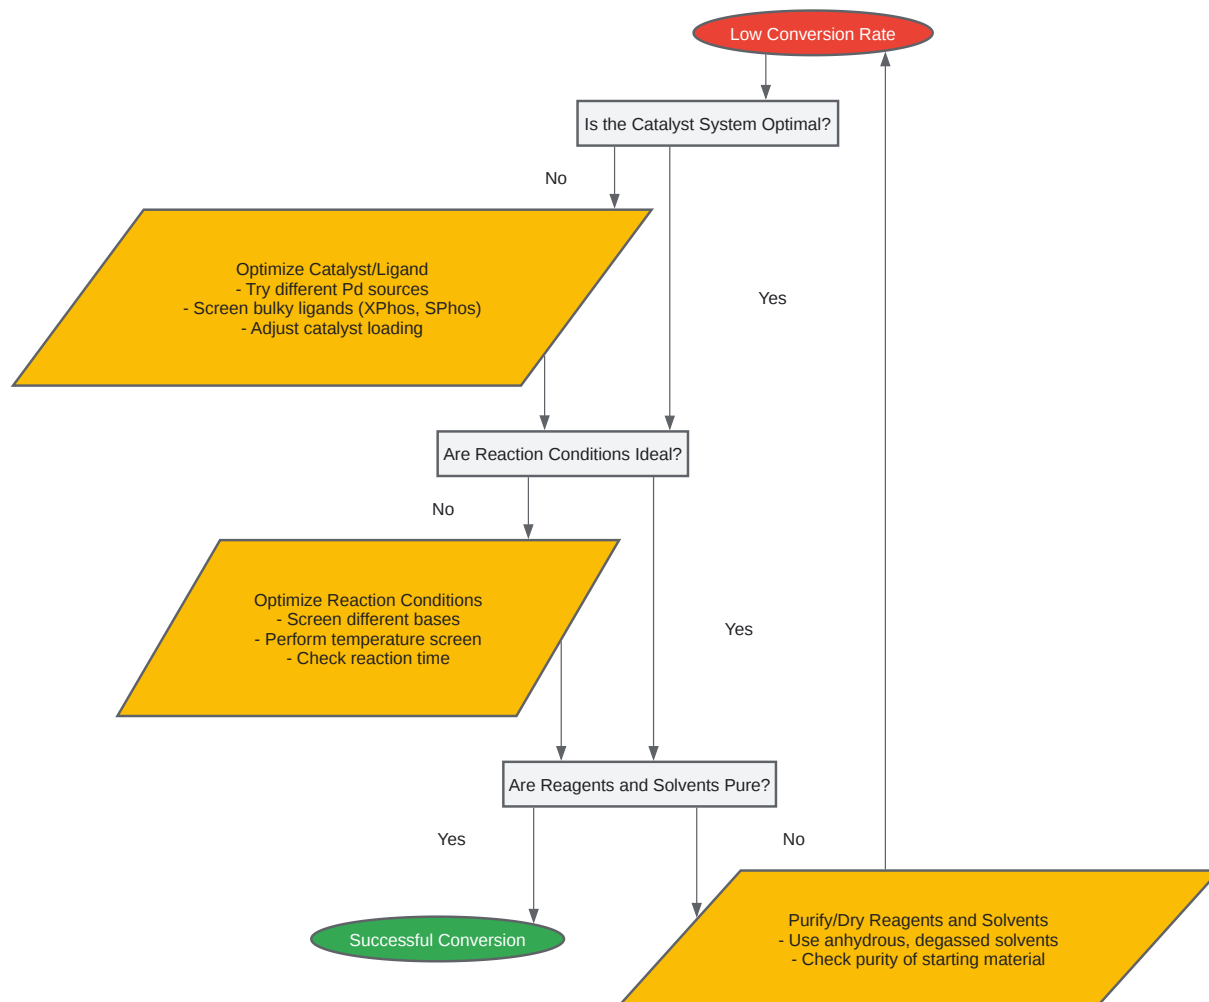 Low Conversion Rate
Is the Catalyst System Optimal?
No
Optimize Catalyst/Ligand
- Try different Pd sources
- Screen bulky ligands (XPhos, SPhos)
- Adjust catalyst loading
Yes
Are Reaction Conditions Ideal?
No
Optimize Reaction Conditions
- Screen different bases
- Perform temperature screen
- Check reaction time
Yes
Are Reagents and Solvents Pure?
Yes
No
Successful Conversion
Purify/Dry Reagents and Solvents
- Use anhydrous, degassed solvents
- Check purity of starting material